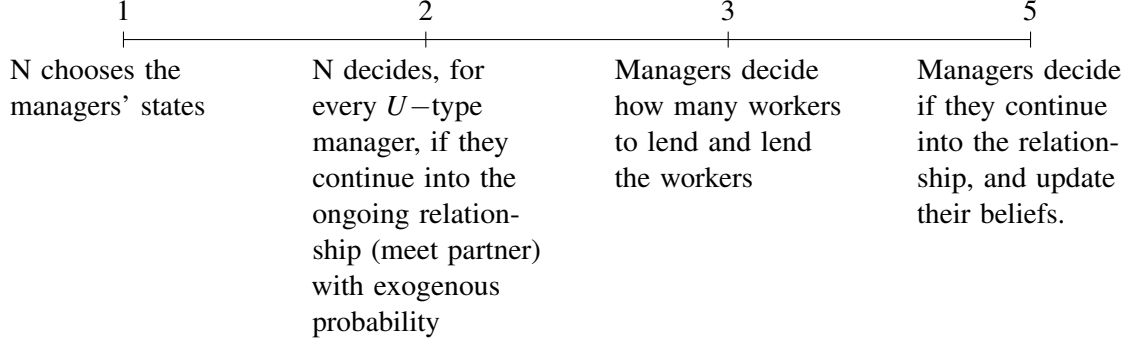 1
2
3
5
N chooses the
managers' states
N decides, for
every U−type
manager, if they
continue into the
ongoing relation-
ship (meet partner)
with exogenous
probability
Managers decide
how many workers
to lend and lend
the workers
Managers decide
if they continue
into the relation-
ship, and update
their beliefs.